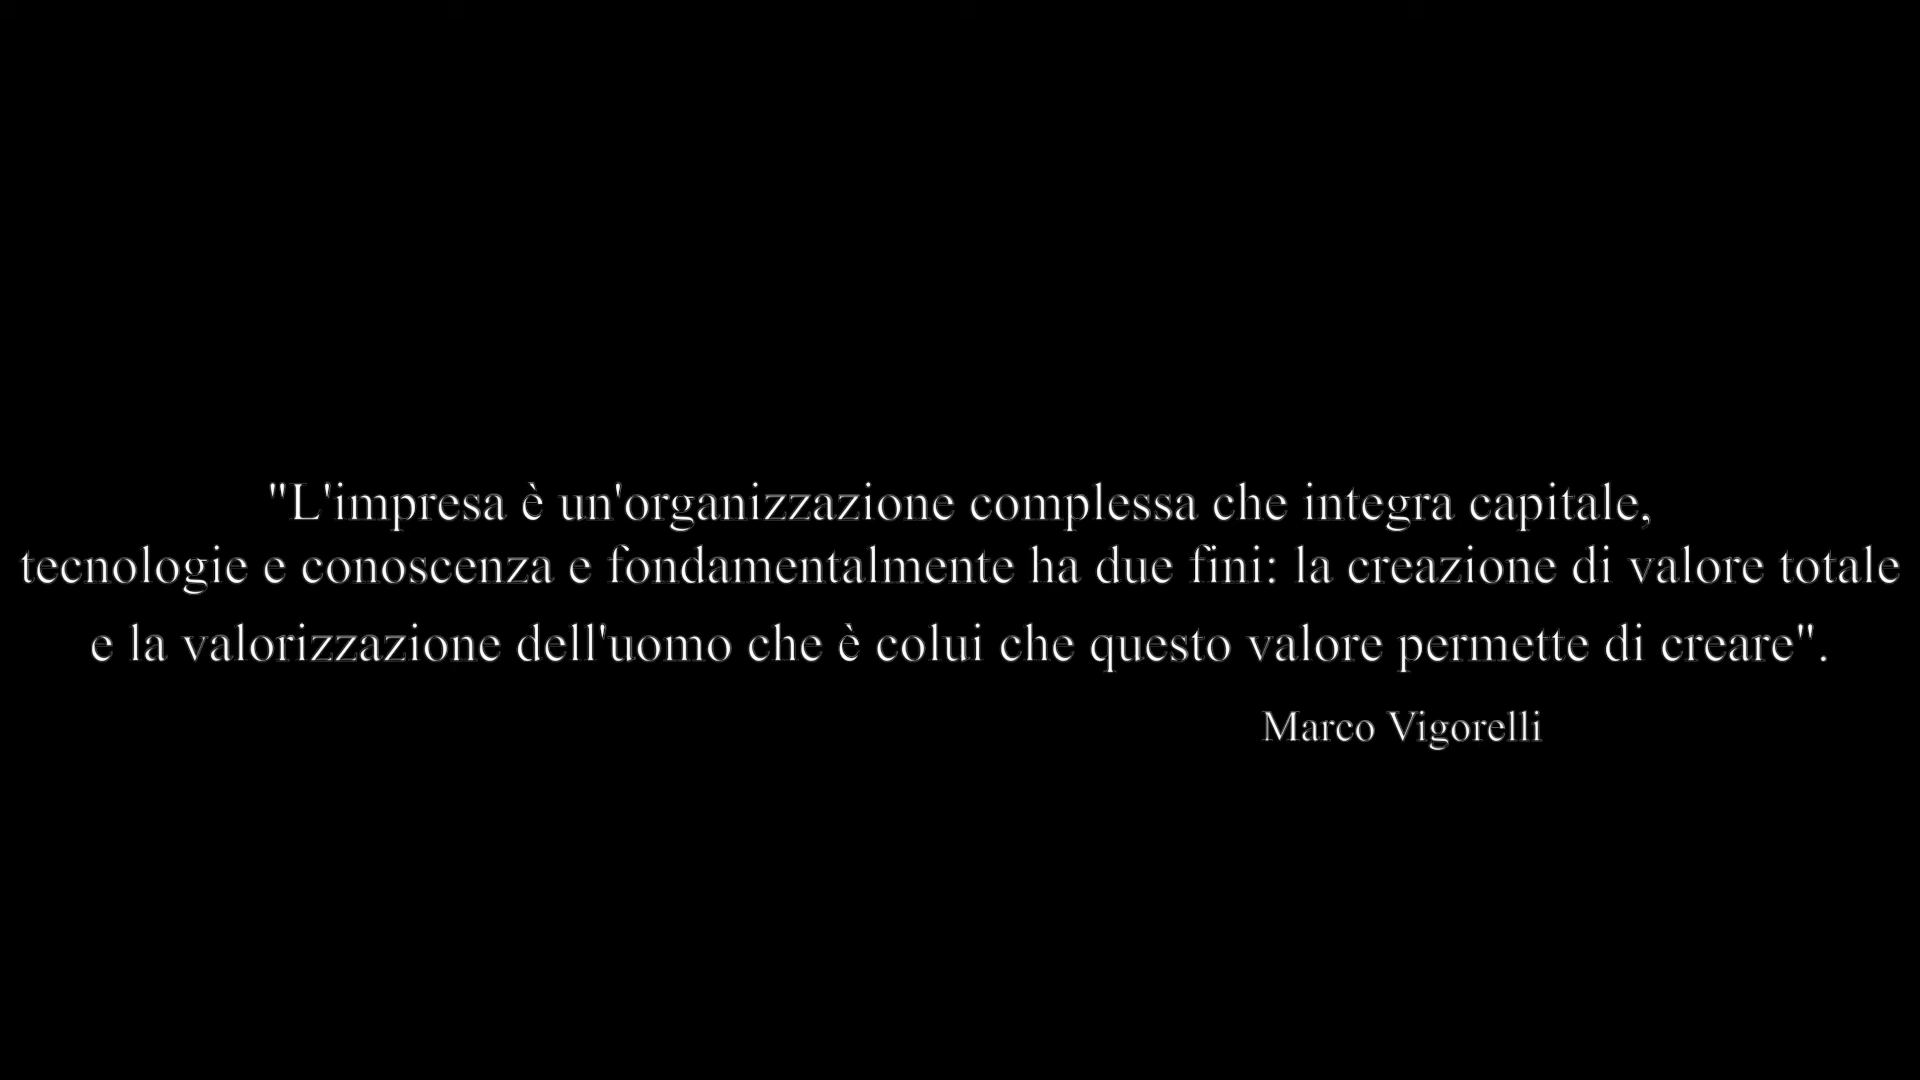 "L'impresa è un'organizzazione complessa che integra capitale,
tecnologie e conoscenza e fondamentalmente ha due fini: la creazione di valore totale
e la valorizzazione dell'uomo che è colui che questo valore permette di creare".
Marco Vigorelli